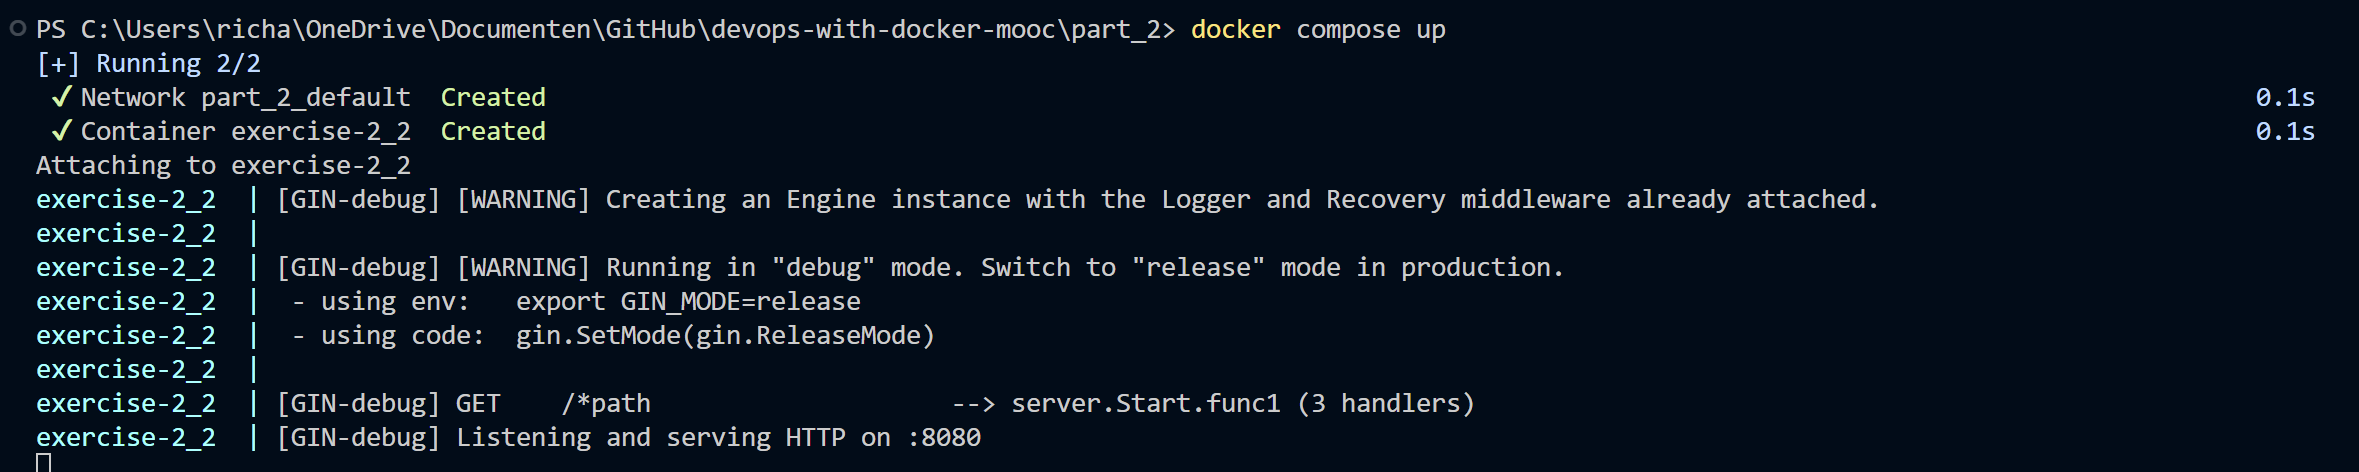 PS C:\Users\richa\OneDrive\Documenten\GitHub\devops-with-docker-mooc\part_2> docker compose up
[+] Running 2/2
 ✓ Network part_2_default  Created 0.1s
 ✓ Container exercise-2_2  Created 0.1s
Attaching to exercise-2_2
exercise-2_2  | [GIN-debug] [WARNING] Creating an Engine instance with the Logger and Recovery middleware already attached.
exercise-2_2  |
exercise-2_2  | [GIN-debug] [WARNING] Running in "debug" mode. Switch to "release" mode in production.
exercise-2_2  |  - using env:   export GIN_MODE=release
exercise-2_2  |  - using code:  gin.SetMode(gin.ReleaseMode)
exercise-2_2  |
exercise-2_2  | [GIN-debug] GET    /*path                    --> server.Start.func1 (3 handlers)
exercise-2_2  | [GIN-debug] Listening and serving HTTP on :8080